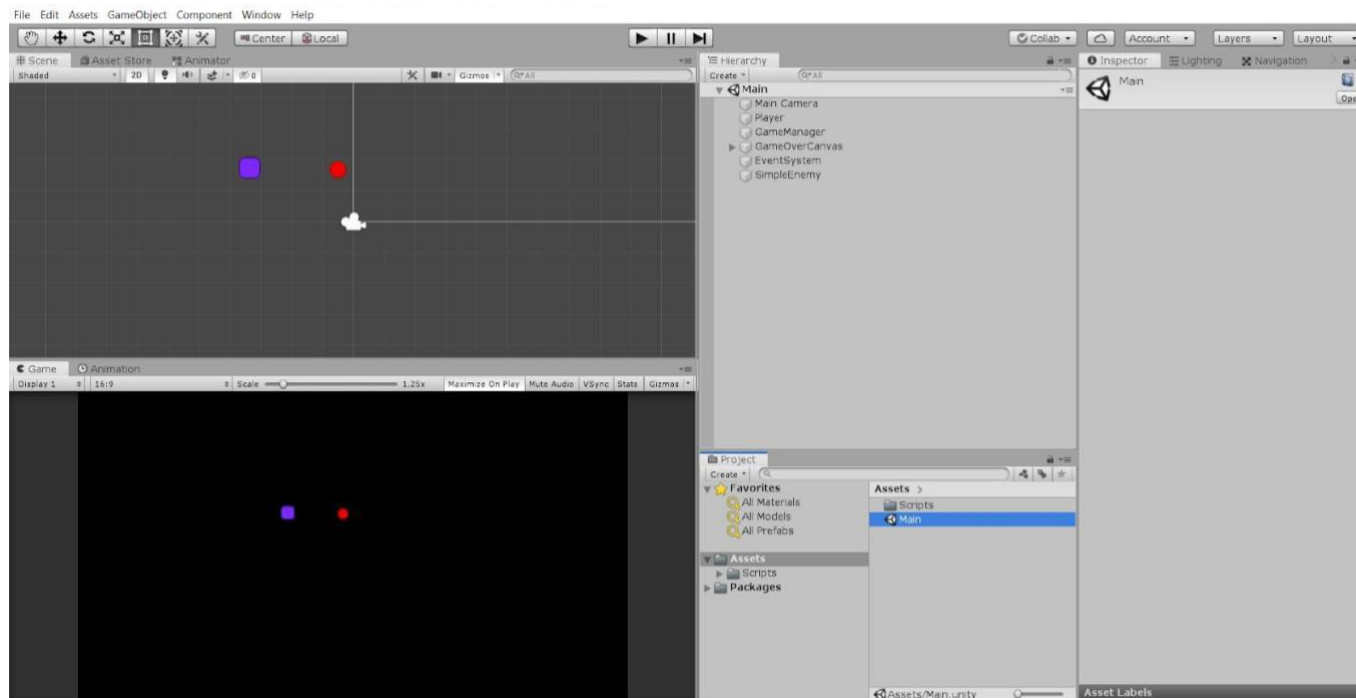 File Edit Assets GameObject Component Window Help
Center Local Collab Account Layers Layout
Scene Asset Store Animator
Shaded 2D 0 Gizmos All
Hierarchy
Create All
Main
Main Camera
Player
GameManager
GameOverCanvas
EventSystem
SimpleEnemy
Inspector Lighting Navigation
Main
Ope
Game Animation
Display 1 16:9 Scale 1.25x Maximize On Play Mute Audio VSync Stats Gizmos
Project
Create
Favorites
All Materials
All Models
All Prefabs
Assets
Scripts
Packages
Assets >
Scripts
Main
Assets/Main.unity
Asset Labels